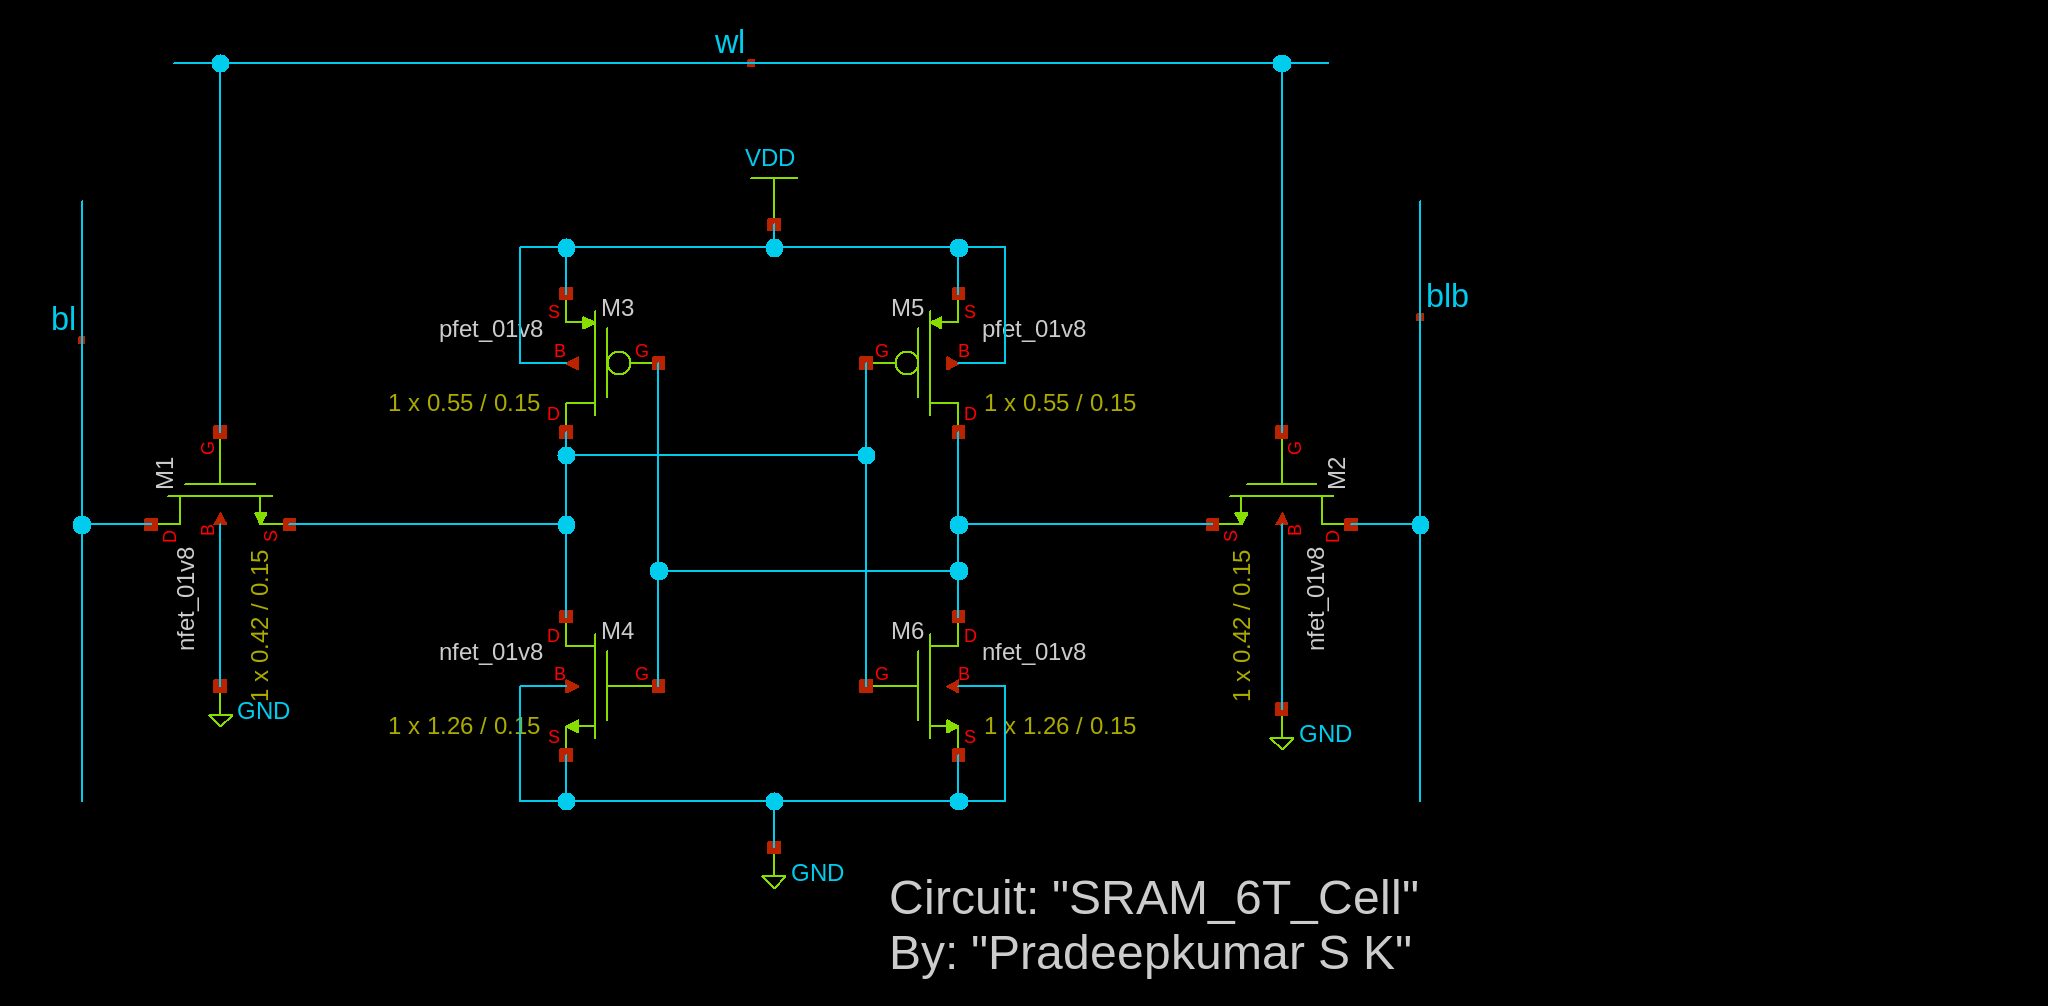 wl
VDD
bl
blb
M3
M5
S
S
pfet_01v8
pfet_01v8
B
G
G
B
1 x 0.55 / 0.15
D
D
1 x 0.55 / 0.15
M1
G
G
M2
D
B
S
S
B
D
nfet_01v8
1 x 0.42 / 0.15
1 x 0.42 / 0.15
nfet_01v8
M4
M6
D
D
nfet_01v8
nfet_01v8
B
G
G
B
GND
1 x 1.26 / 0.15
S
S
1 x 1.26 / 0.15
GND
GND
Circuit: "SRAM_6T_Cell"
By: "Pradeepkumar S K"